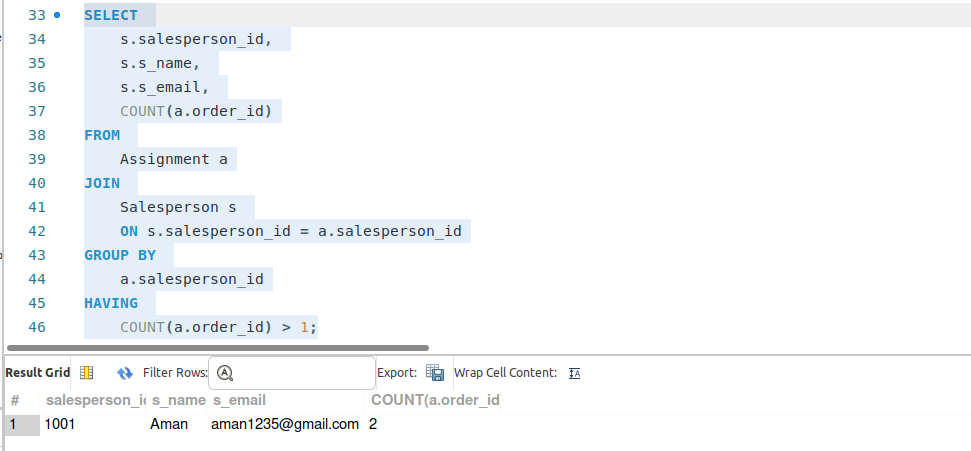 33 SELECT
34 s.salesperson_id,
35 s.s_name,
36 s.s_email,
37 COUNT(a.order_id)
38 FROM
39 Assignment a
40 JOIN
41 Salesperson s
42 ON s.salesperson_id = a.salesperson_id
43 GROUP BY
44 a.salesperson_id
45 HAVING
46 COUNT(a.order_id) > 1;
Result Grid Filter Rows: Export: Wrap Cell Content:
# salesperson_i s_name s_email COUNT(a.order_id
1 1001 Aman aman1235@gmail.com 2